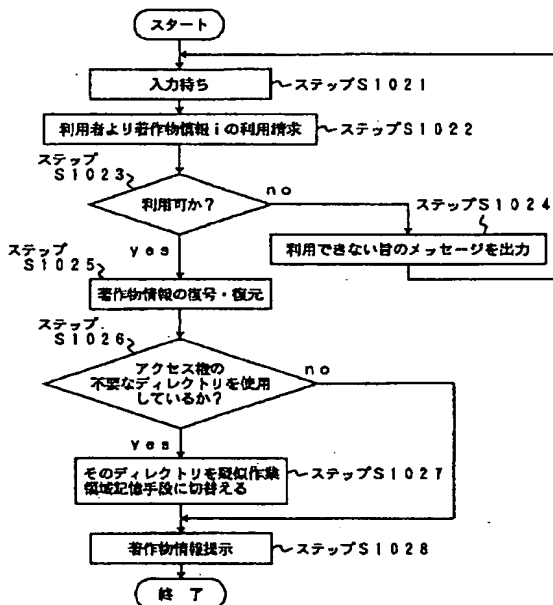 スタート
入力待ち
ステップS1021
利用者より著作物情報iの利用請求
ステップS1022
ステップ
S1023
利用可か?
no
ステップS1024
利用できない旨のメッセージを出力
yes
ステップ
S1025
著作物情報の復号・復元
ステップ
S1026
アクセス権の
不要なディレクトリを使用
しているか?
no
yes
そのディレクトリを疑似作業
領域記憶手段に切替える
ステップS1027
著作物情報提示
ステップS1028
終了